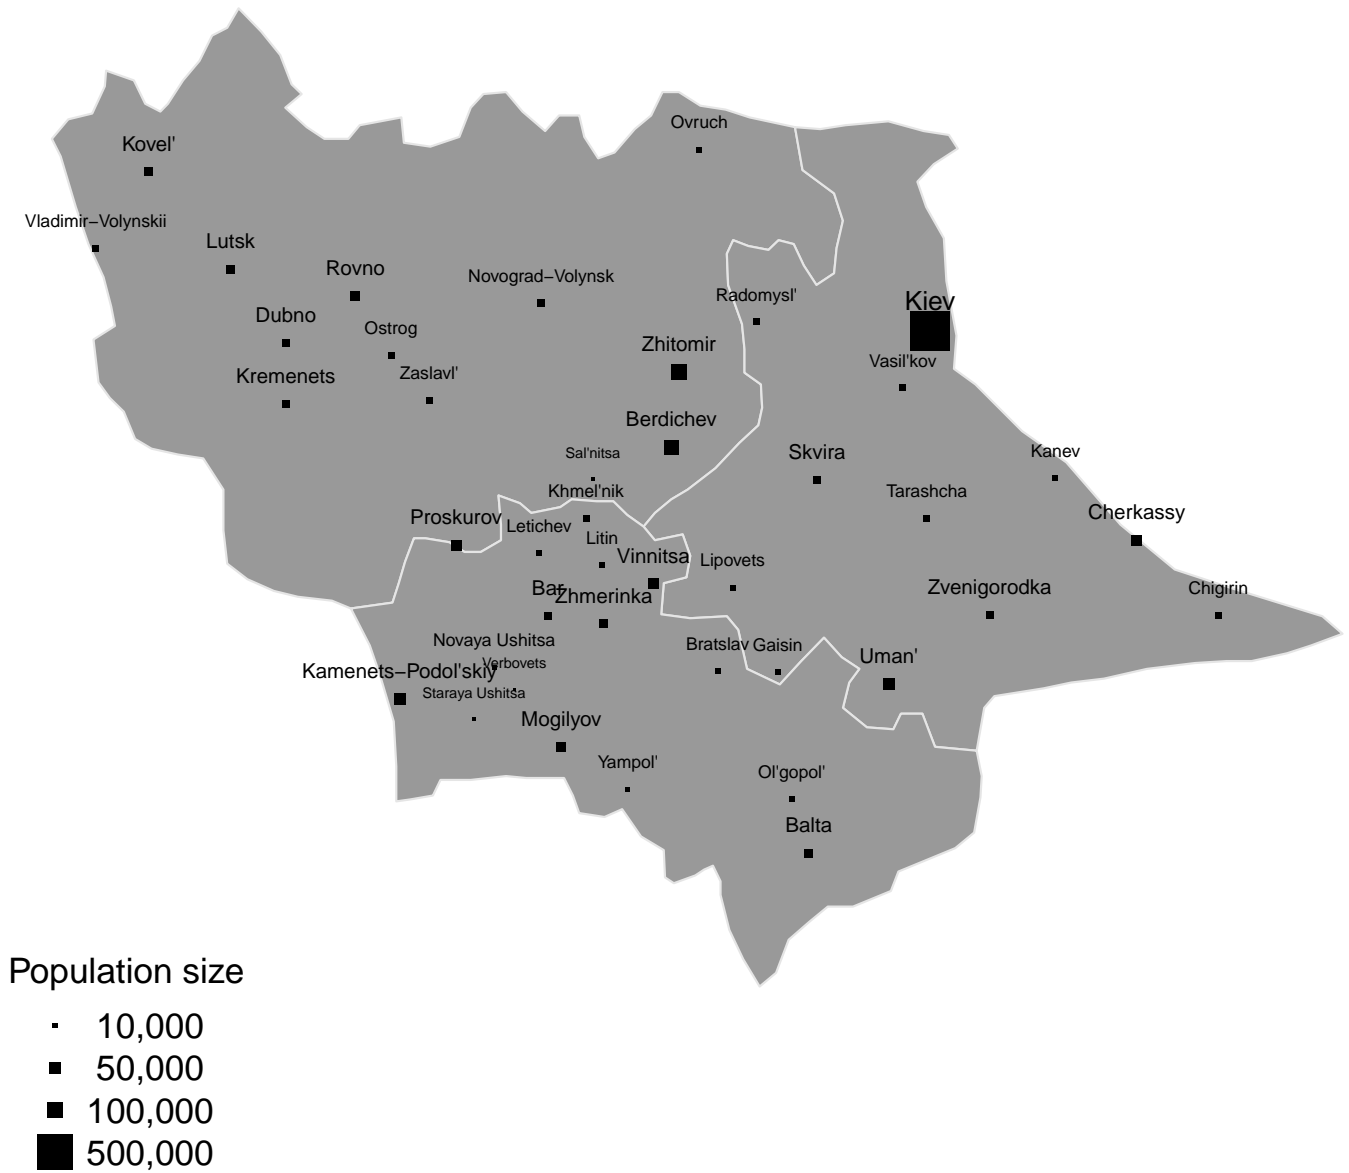 Ovruch
Kovel'
Vladimir–Volynskii
Lutsk
Rovno
Novograd–Volynsk
Radomysl'
Kiev
Dubno
Ostrog
Zhitomir
Vasil'kov
Kremenets
Zaslavl'
Berdichev
Sal'nitsa
Skvira
Kanev
Khmel'nik
Tarashcha
Cherkassy
Proskurov
Letichev
Litin
Vinnitsa
Lipovets
Bar
Zhmerinka
Zvenigorodka
Chigirin
Novaya Ushitsa
Bratslav
Gaisin
Uman'
Verbovets
Kamenets–Podol'skiy
Staraya Ushitsa
Mogilyov
Yampol'
Ol'gopol'
Balta
Population size
10,000
50,000
100,000
500,000